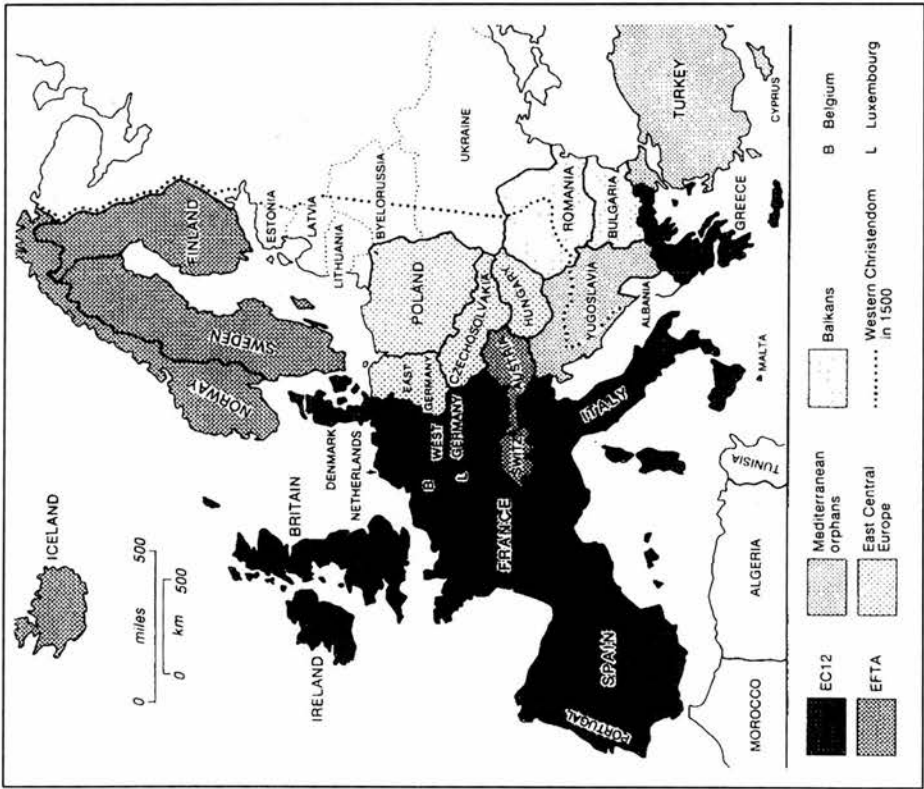 ICELAND
0 miles 500
0 km 500
NORWAY
SWEDEN
FINLAND
ESTONIA
LATVIA
LITHUANIA
BYELORUSSIA
UKRAINE
IRELAND
BRITAIN
DENMARK
NETHERLANDS
B
WEST
GERMANY
L
EAST
GERMANY
POLAND
CZECHOSOLVAKIA
FRANCE
SWITZ
AUSTRIA
HUNGARY
ROMANIA
YUGOSLAVIA
BULGARIA
ALBANIA
PORTUGAL
SPAIN
ITALY
GREECE
TURKEY
CYPRUS
MALTA
MOROCCO
ALGERIA
TUNISIA
EC12
EFTA
Mediterranean
orphans
East Central
Europe
Balkans
Western Christendom
in 1500
B Belgium
L Luxembourg